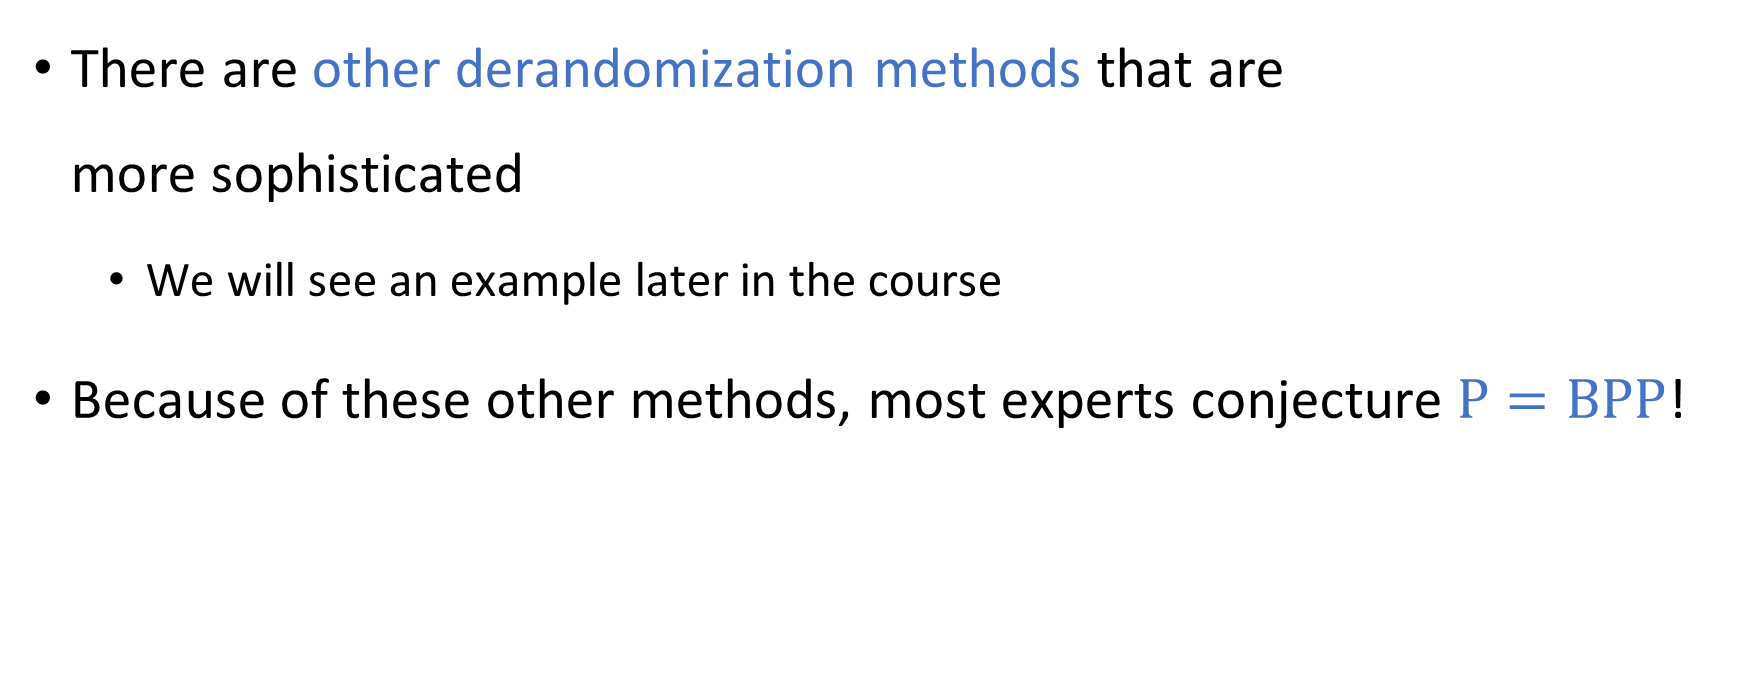 • There are other derandomization methods that are
more sophisticated
• We will see an example later in the course
• Because of these other methods, most experts conjecture P = BPP!